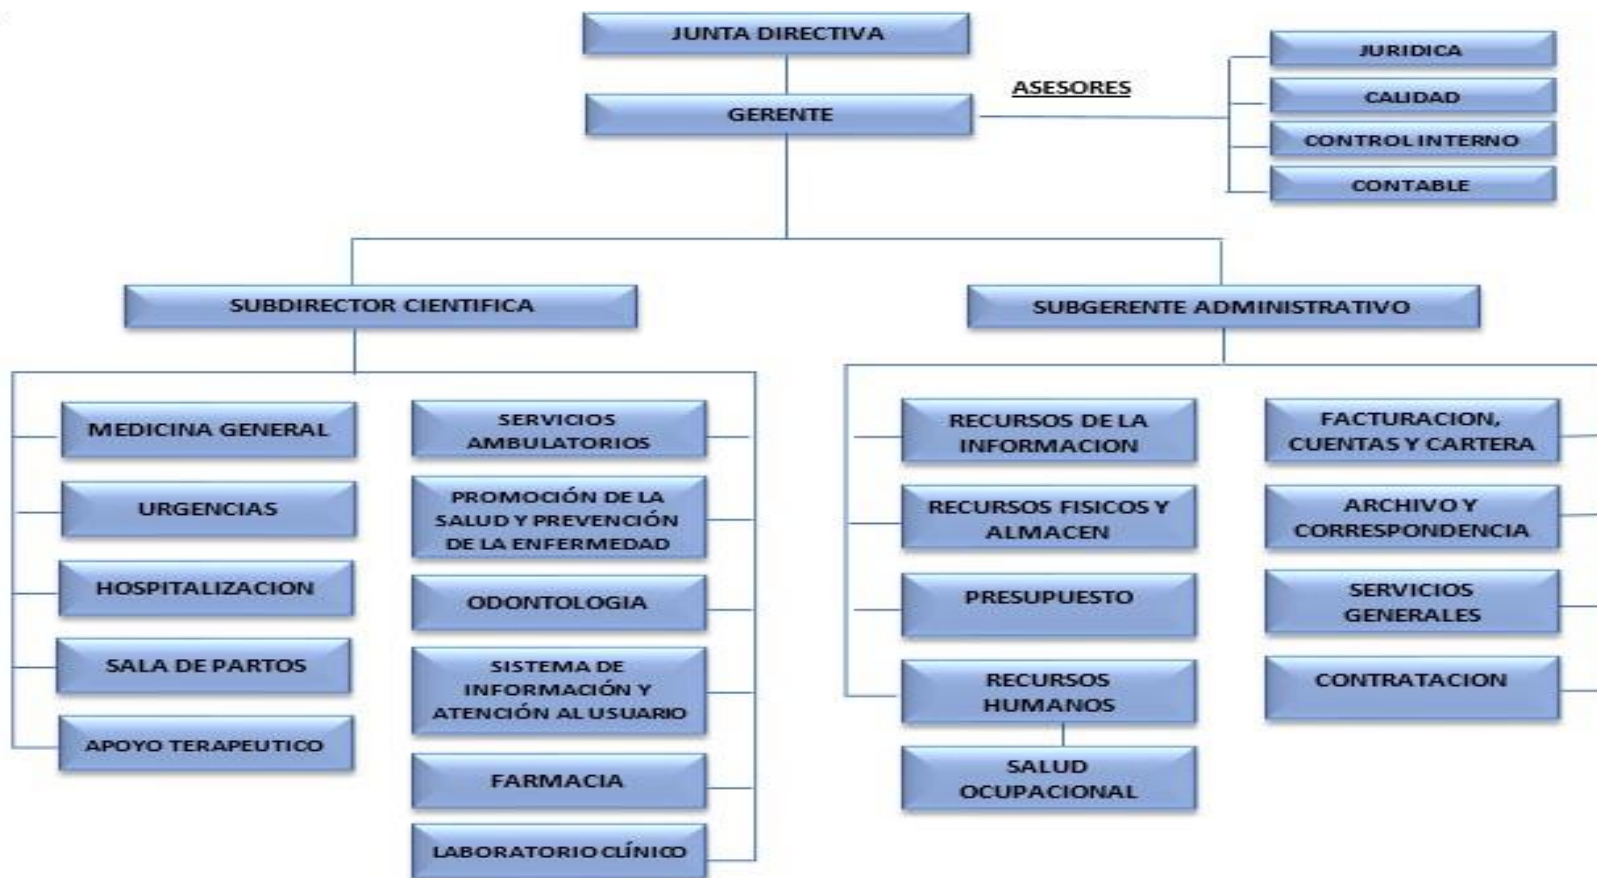 JUNTA DIRECTIVA
GERENTE
ASESORES
JURIDICA
CALIDAD
CONTROL INTERNO
CONTABLE
SUBDIRECTOR CIENTIFICA
SUBGERENTE ADMINISTRATIVO
MEDICINA GENERAL
URGENCIAS
HOSPITALIZACION
SALA DE PARTOS
APOYO TERAPEUTICO
SERVICIOS
AMBULATORIOS
PROMOCIÓN DE LA
SALUD Y PREVENCIÓN
DE LA ENFERMEDAD
ODONTOLOGIA
SISTEMA DE
INFORMACIÓN Y
ATENCIÓN AL USUARIO
FARMACIA
LABORATORIO CLÍNICO
RECURSOS DE LA
INFORMACION
RECURSOS FISICOS Y
ALMACEN
PRESUPUESTO
RECURSOS
HUMANOS
SALUD
OCUPACIONAL
FACTURACION,
CUENTAS Y CARTERA
ARCHIVO Y
CORRESPONDENCIA
SERVICIOS
GENERALES
CONTRATACION